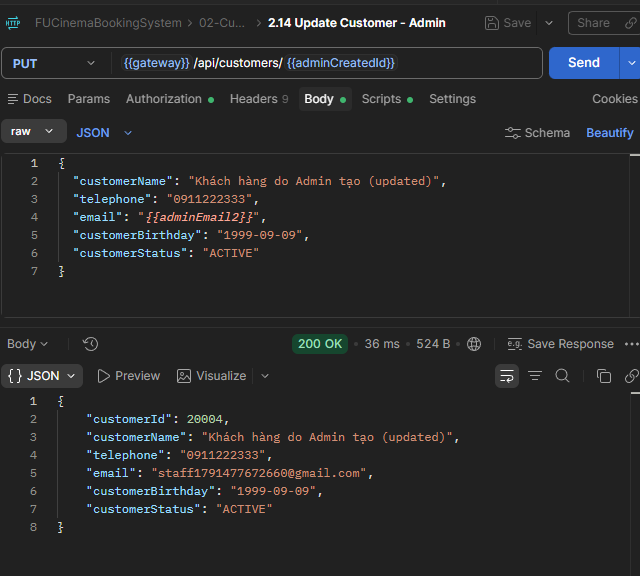 HTTP FUCinemaBookingSystem > 02-Cu... > 2.14 Update Customer - Admin Save Share
PUT {{gateway}} /api/customers/ {{adminCreatedId}} Send
Docs Params Authorization Headers 9 Body Scripts Settings Cookies
raw JSON Schema Beautify
1 {
2 "customerName": "Khách hàng do Admin tạo (updated)",
3 "telephone": "0911222333",
4 "email": "{{adminEmail2}}",
5 "customerBirthday": "1999-09-09",
6 "customerStatus": "ACTIVE"
7 }
Body 200 OK • 36 ms • 524 B • e.g. Save Response •••
{ } JSON Preview Visualize
1 {
2 "customerId": 20004,
3 "customerName": "Khách hàng do Admin tạo (updated)",
4 "telephone": "0911222333",
5 "email": "staff1791477672660@gmail.com",
6 "customerBirthday": "1999-09-09",
7 "customerStatus": "ACTIVE"
8 }